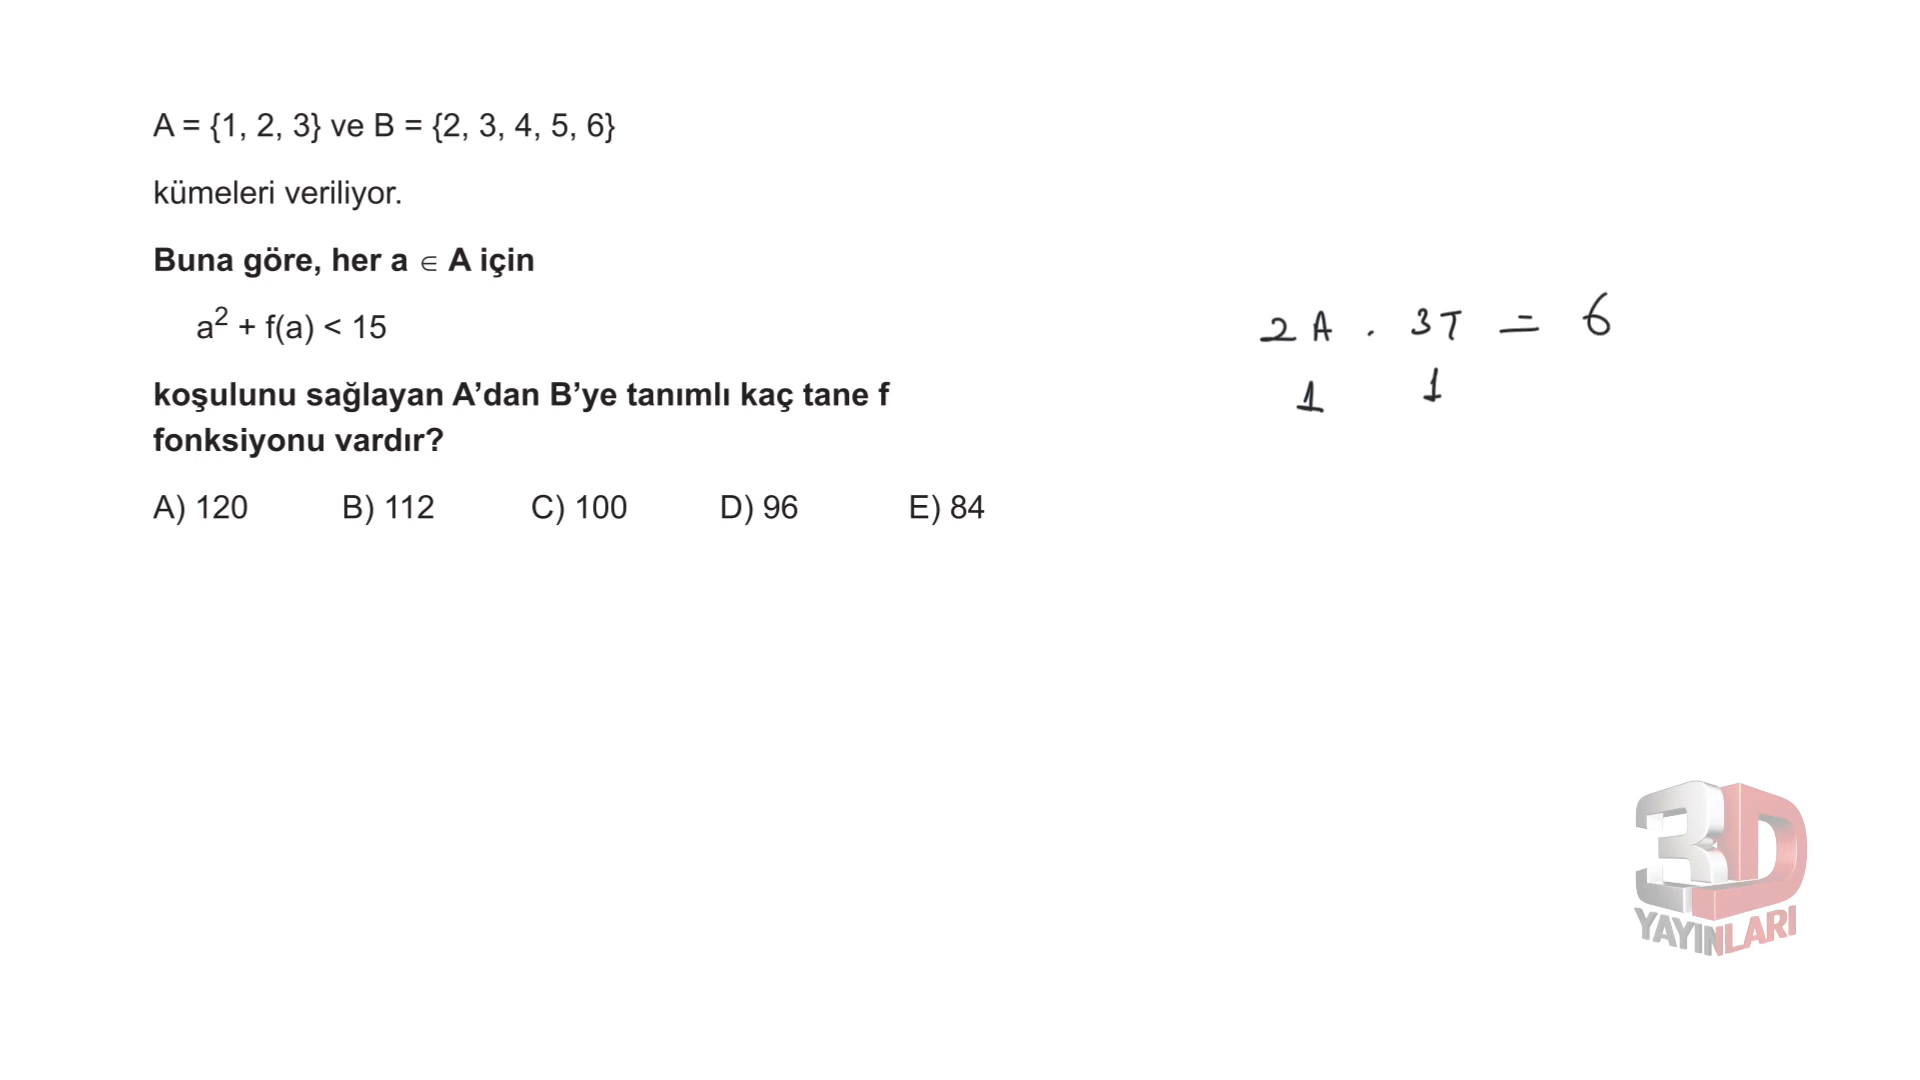 A = {1, 2, 3} ve B = {2, 3, 4, 5, 6}
kümeleri veriliyor.
Buna göre, her a ∈ A için
a² + f(a) < 15
koşulunu sağlayan A’dan B’ye tanımlı kaç tane f
fonksiyonu vardır?
A) 120 B) 112 C) 100 D) 96 E) 84
2A . 3T = 6
1 1
3D
YAYINLARI